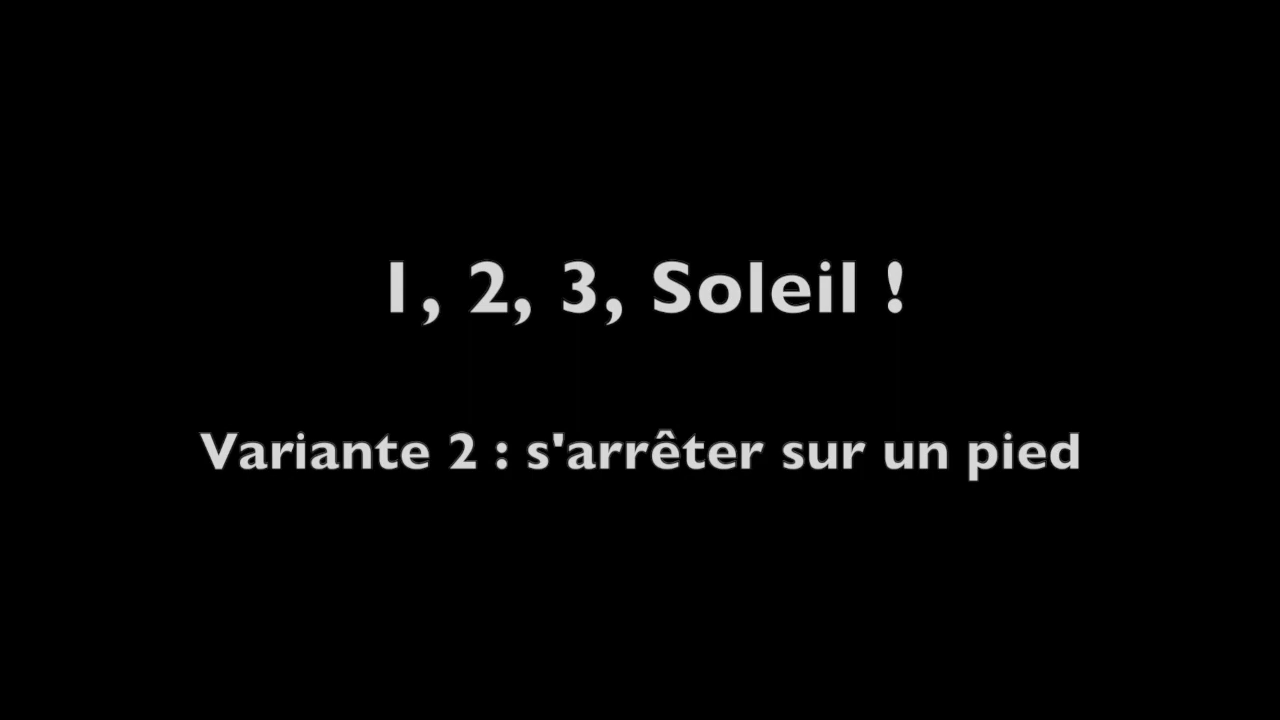 1, 2, 3, Soleil !
Variante 2 : s'arrêter sur un pied